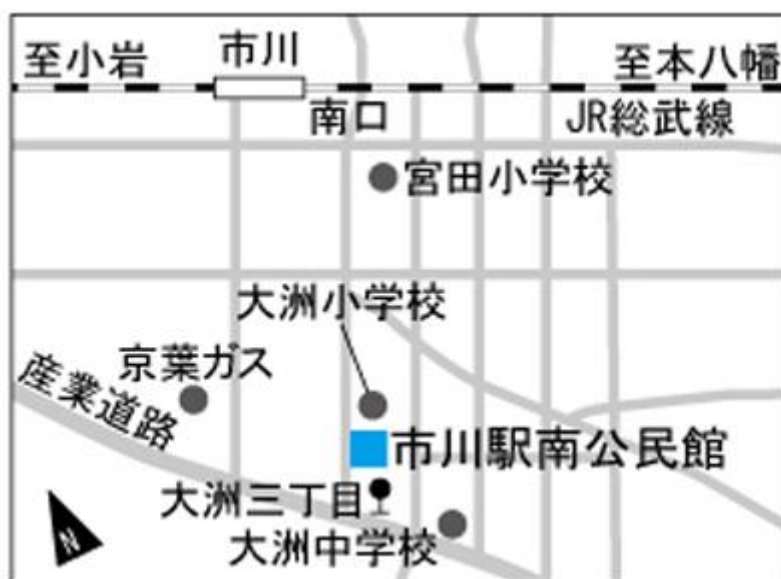 至小岩
市川
至本八幡
南口
JR総武線
宮田小学校
大洲小学校
京葉ガス
産業道路
市川駅南公民館
大洲三丁目
大洲中学校
N